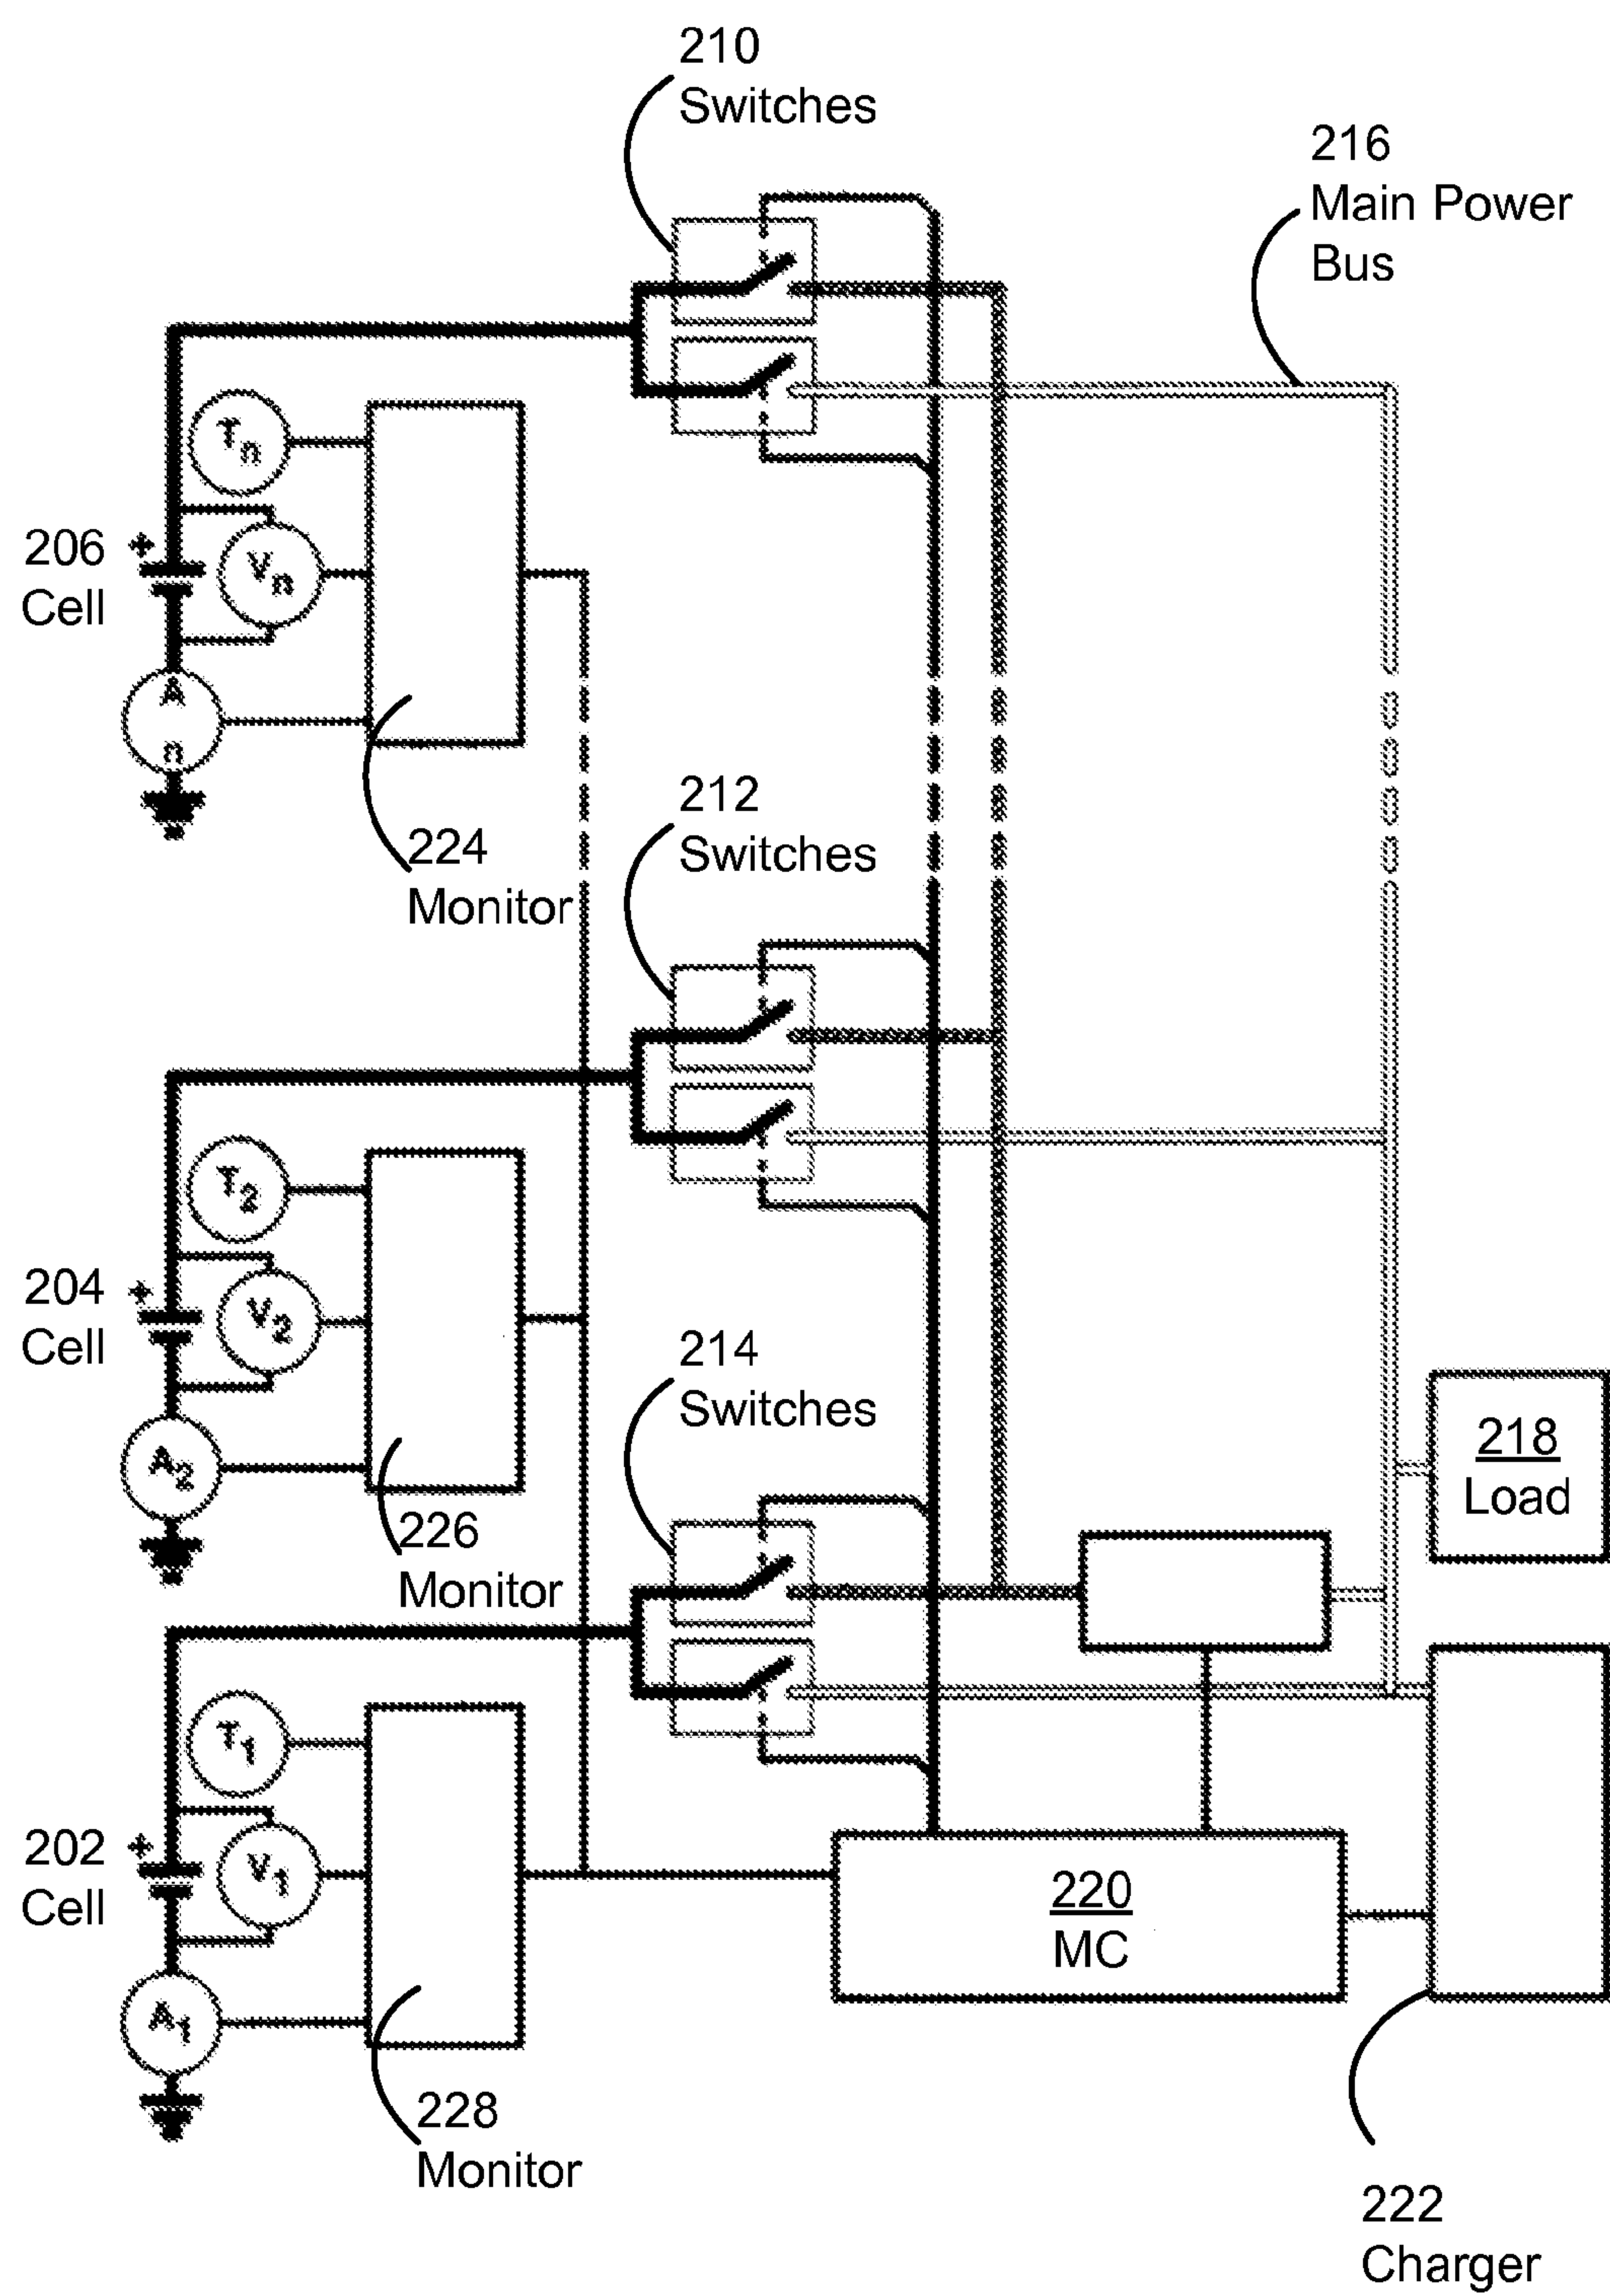 210
Switches
216
Main Power
Bus
Tn
206
Cell
+
Vn
A
n
224
Monitor
212
Switches
T2
204
Cell
+
V2
A2
226
Monitor
214
Switches
218
Load
T1
202
Cell
+
V1
220
MC
A1
228
Monitor
222
Charger